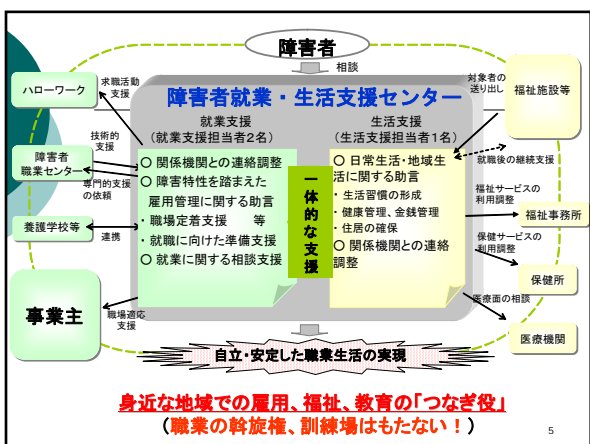 障害者
相談
障害者就業・生活支援センター
ハローワーク
求職活動
支援
障害者
職業センター
技術的
支援
専門的支援
の依頼
養護学校等
連携
事業主
職場適応
支援
就業支援
(就業支援担当者2名)
〇 関係機関との連絡調整
〇 障害特性を踏まえた
雇用管理に関する助言
・職場定着支援 等
・就職に向けた準備支援
〇 就業に関する相談支援
一体的な支援
生活支援
(生活支援担当者1名)
〇 日常生活・地域生
活に関する助言
・生活習慣の形成
・健康管理、金銭管理
・住居の確保
〇 関係機関との連絡
調整
対象者の
送り出し
福祉施設等
就職後の継続支援
福祉サービスの
利用調整
福祉事務所
保健サービスの
利用調整
保健所
医療面の相談
医療機関
自立・安定した職業生活の実現
身近な地域での雇用、福祉、教育の「つなぎ役」
(職業の斡旋権、訓練場はもたない!)
5